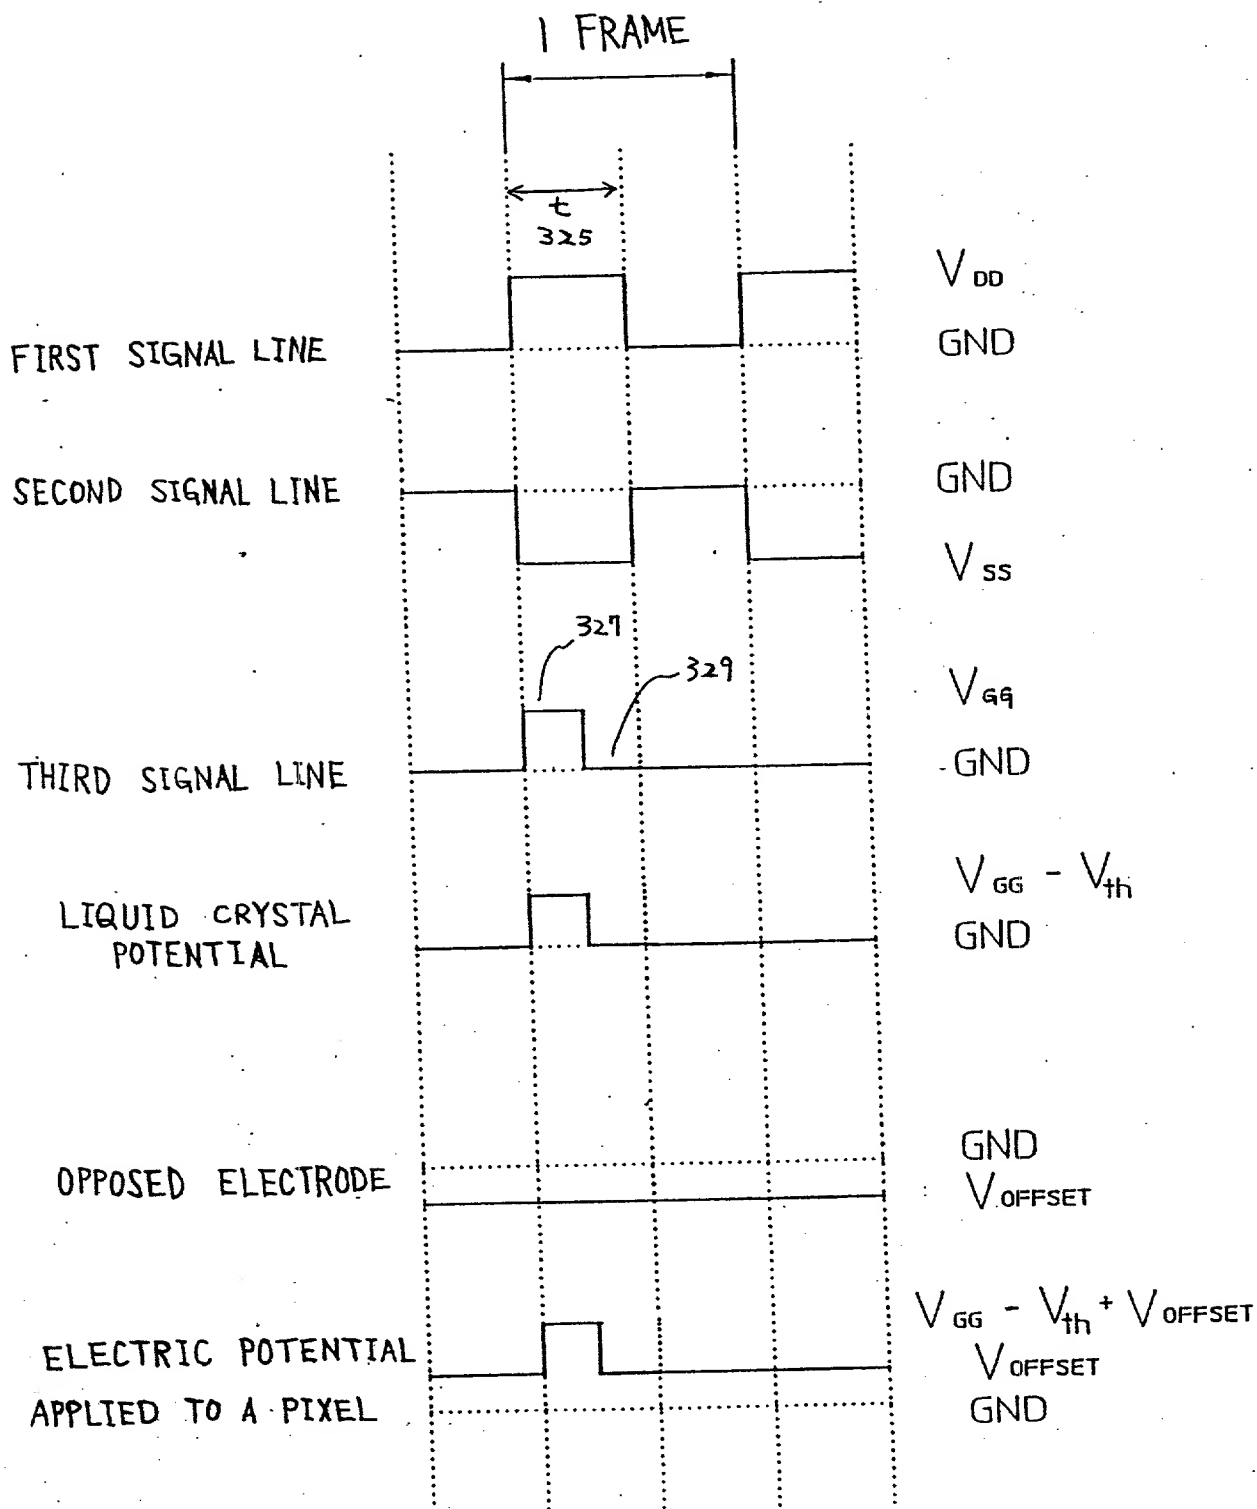 1 FRAME
t
325
V DD
FIRST SIGNAL LINE
GND
SECOND SIGNAL LINE
GND
V SS
327
329
V GG
THIRD SIGNAL LINE
GND
V GG - V th
LIQUID CRYSTAL
POTENTIAL
GND
GND
OPPOSED ELECTRODE
V OFFSET
V GG - V th + V OFFSET
ELECTRIC POTENTIAL
V OFFSET
APPLIED TO A PIXEL
GND